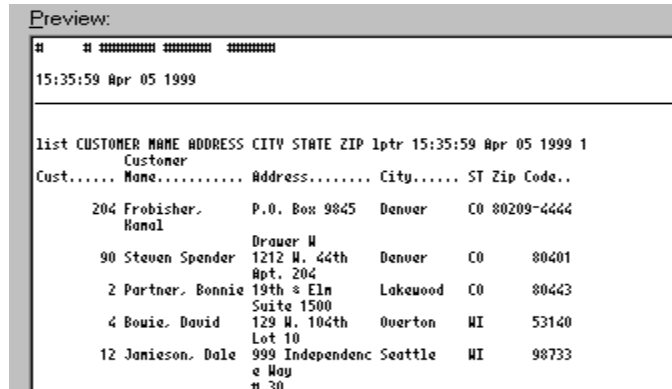 Preview:
# # ######## ####### #######
15:35:59 Apr 05 1999
list CUSTOMER NAME ADDRESS CITY STATE ZIP lptr 15:35:59 Apr 05 1999 1
Customer
Cust...... Name........... Address........ City...... ST Zip Code..
204 Frobisher, P.O. Box 9845 Denver CO 80209-4444
Kamal
Drawer W
90 Steven Spender 1212 W. 44th Denver CO 80401
Apt. 204
2 Partner, Bonnie 19th & Elm Lakewood CO 80443
Suite 1500
4 Bowie, David 129 W. 104th Overton WI 53140
Lot 10
12 Jamieson, Dale 999 Independenc Seattle WI 98733
e Way
# 30